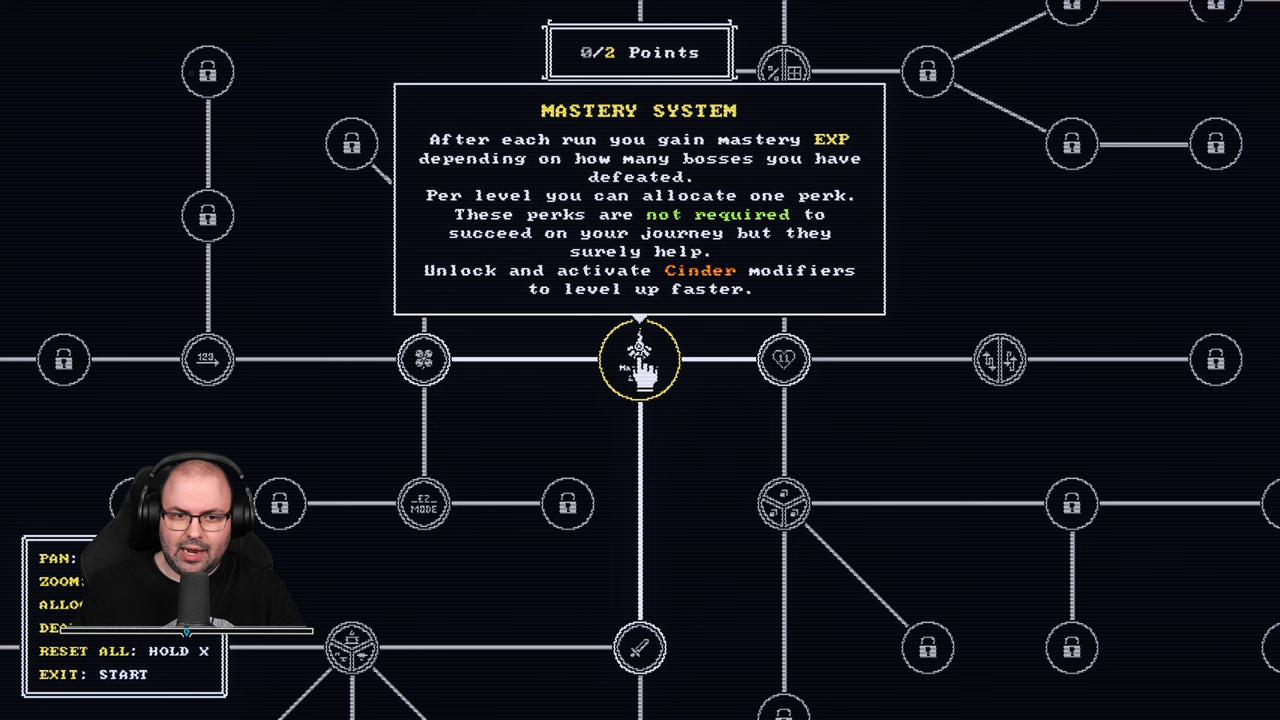 0/2 Points
MASTERY SYSTEM
After each run you gain mastery EXP
depending on how many bosses you have
defeated.
Per level you can allocate one perk.
These perks are not required to
succeed on your journey but they
surely help.
Unlock and activate Cinder modifiers
to level up faster.
123
EZ
MODE
PAN:
ZOOM:
RESET ALL: HOLD X
EXIT: START